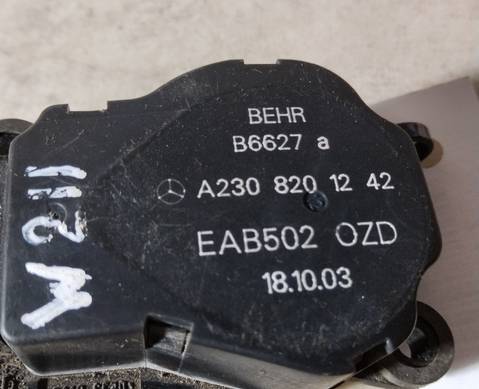 BEHR
B6627 a
A230 820 12 42
EAB502 OZD
18.10.03
W211